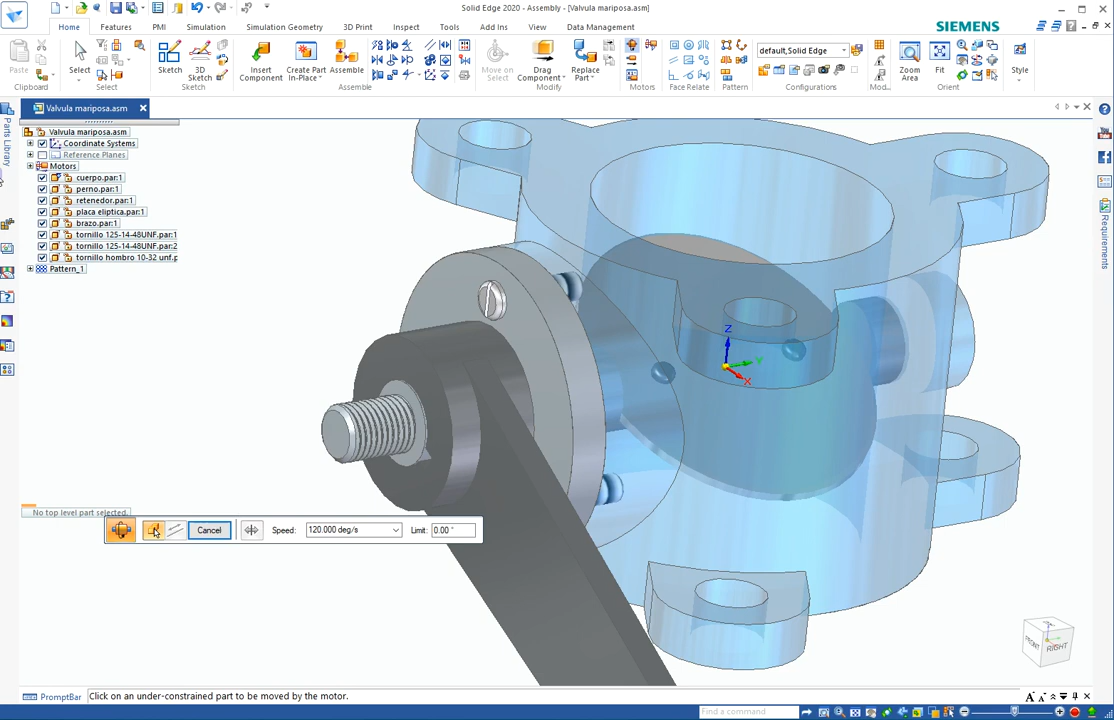 Solid Edge 2020 - Assembly - [Valvula mariposa.asm]
Home Features PMI Simulation Simulation Geometry 3D Print Inspect Tools Add Ins View Data Management
SIEMENS
Paste
Select
Sketch
3D Sketch
Insert Component
Create Part In-Place
Assemble
Move on Select
Drag Component
Replace Part
default,Solid Edge
Zoom Area
Fit
Style
Clipboard Select Sketch Assemble Modify Motors Face Relate Pattern Configurations Mod... Orient
Valvula mariposa.asm
Parts Library
Valvula mariposa.asm
Coordinate Systems
Reference Planes
Motors
cuerpo.par:1
perno.par:1
retenedor.par:1
placa eliptica.par:1
brazo.par:1
tornillo 125-14-48UNF.par:1
tornillo 125-14-48UNF.par:2
tornillo hombro 10-32 unf.p
Pattern_1
Requirements
Z
Y
X
No top level part selected.
Cancel Speed: 120.000 deg/s Limit: 0.00 °
FRONT RIGHT
PromptBar Click on an under-constrained part to be moved by the motor.
Find a command